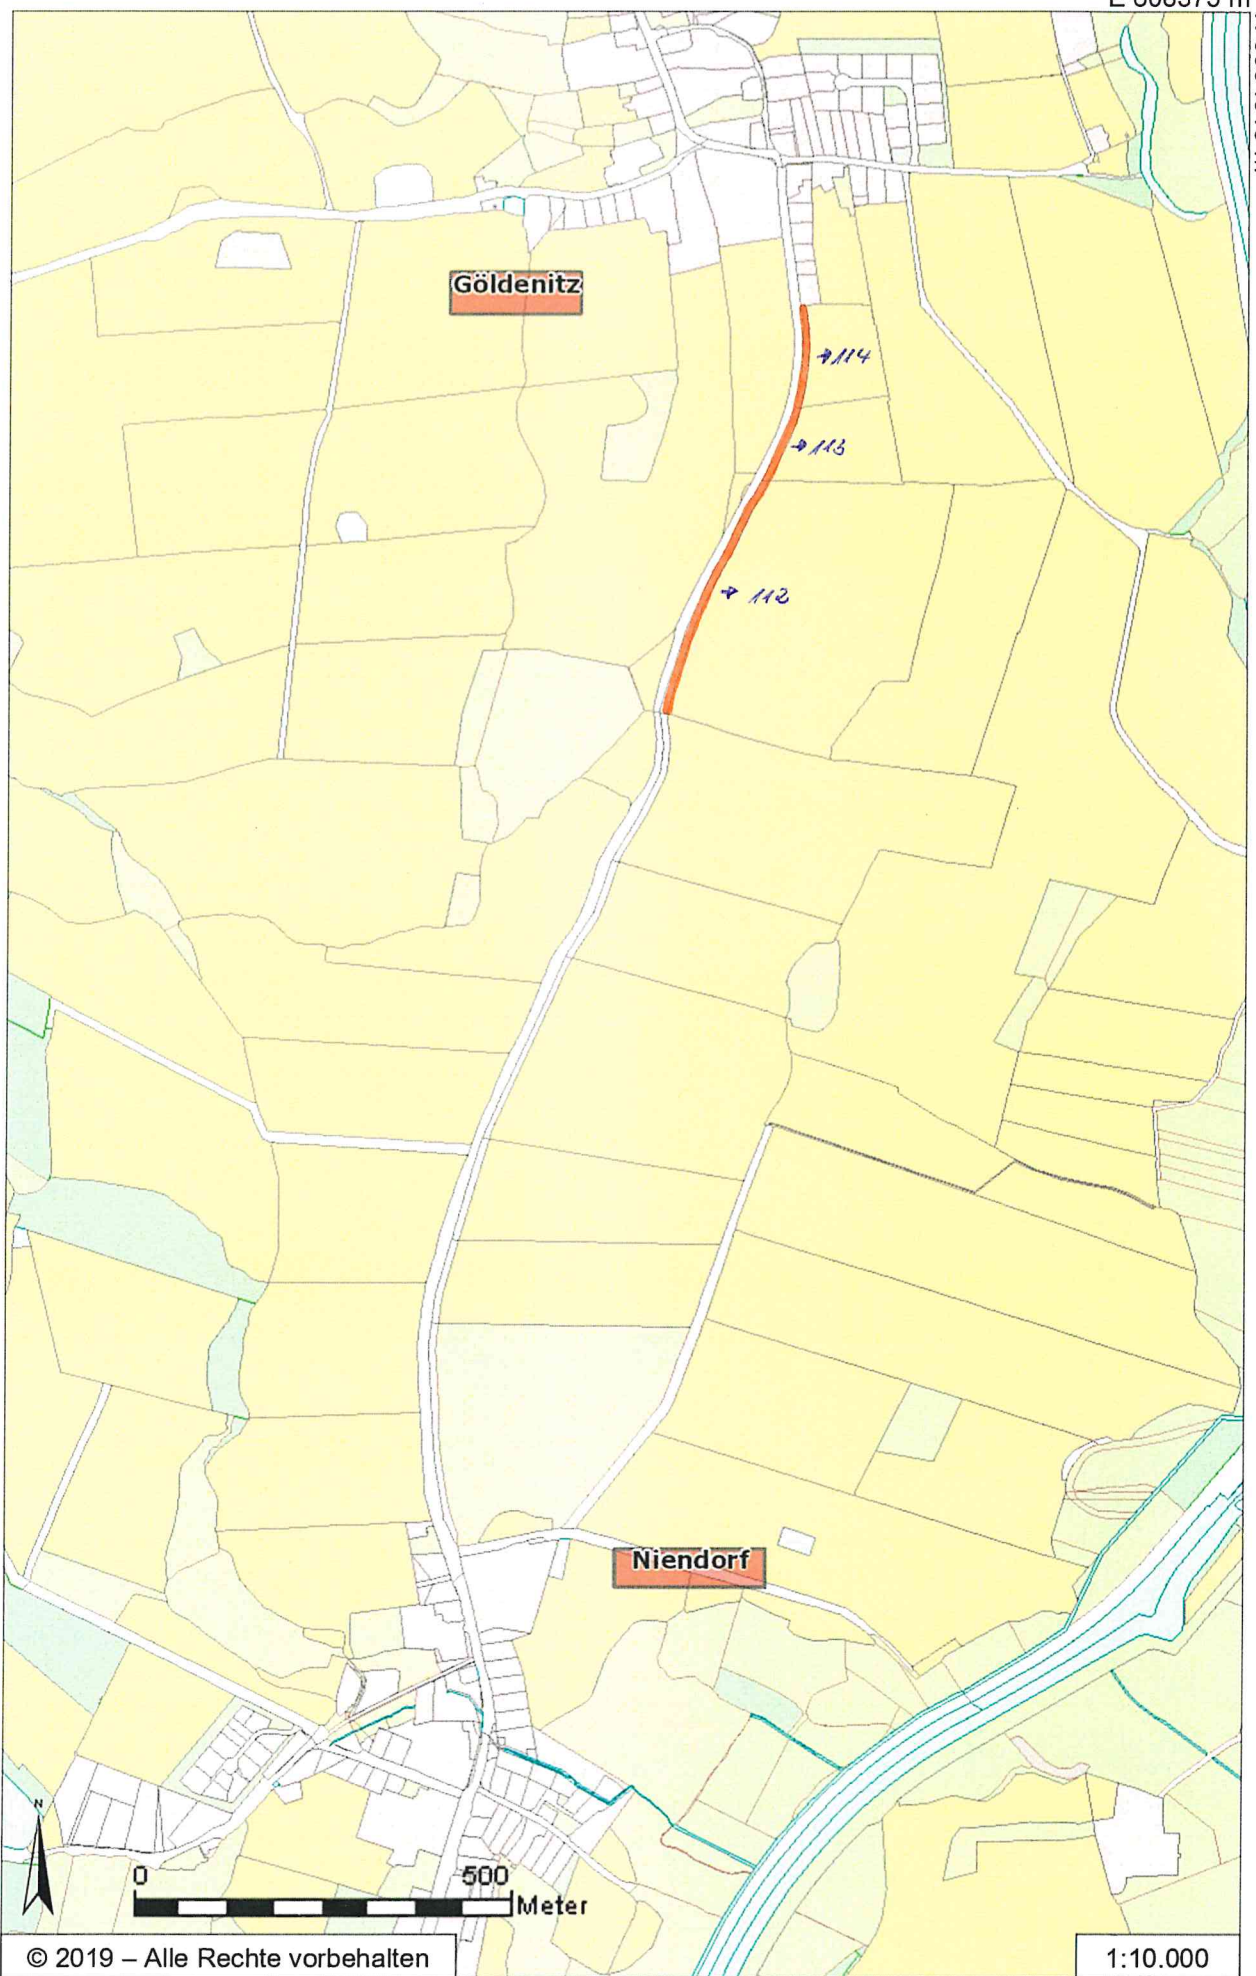 Göldenitz
→114
→113
→112
Niendorf
N
0 500
Meter
© 2019 – Alle Rechte vorbehalten
1:10.000